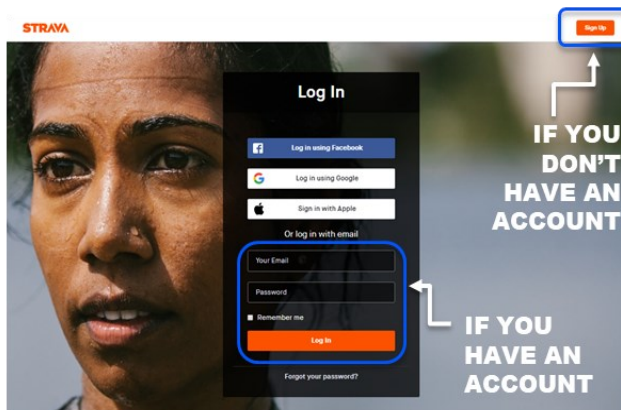 STRAVA
Sign Up
Log In
Log in using Facebook
G
Log in using Google
Sign in with Apple
Or log in with email
Your Email
Password
Remember me
Log In
Forgot your password?
IF YOU
DON'T
HAVE AN
ACCOUNT
IF YOU
HAVE AN
ACCOUNT